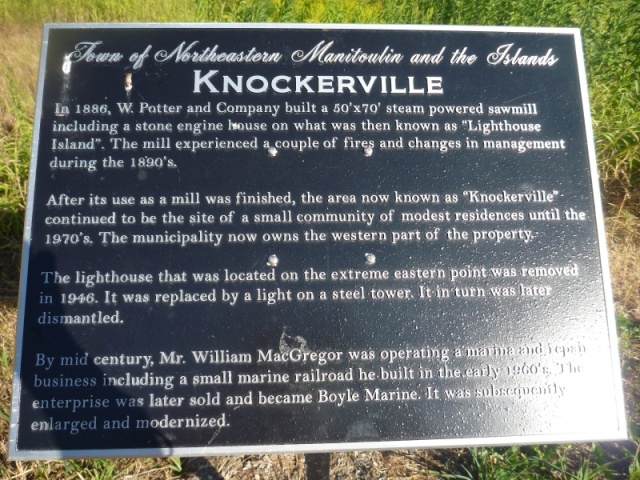 Town of Northeastern Manitoulin and the Islands
KNOCKERVILLE
In 1886, W. Potter and Company built a 50'x70' steam powered sawmill
including a stone engine house on what was then known as "Lighthouse
Island". The mill experienced a couple of fires and changes in management
during the 1890's.
After its use as a mill was finished, the area now known as "Knockerville"
continued to be the site of a small community of modest residences until the
1970's. The municipality now owns the western part of the property.
The lighthouse that was located on the extreme eastern point was removed
in 1946. It was replaced by a light on a steel tower. It in turn was later
dismantled.
By mid century, Mr. William MacGregor was operating a marina and repair
business including a small marine railroad he built in the early 1960's. The
enterprise was later sold and became Boyle Marine. It was subsequently
enlarged and modernized.